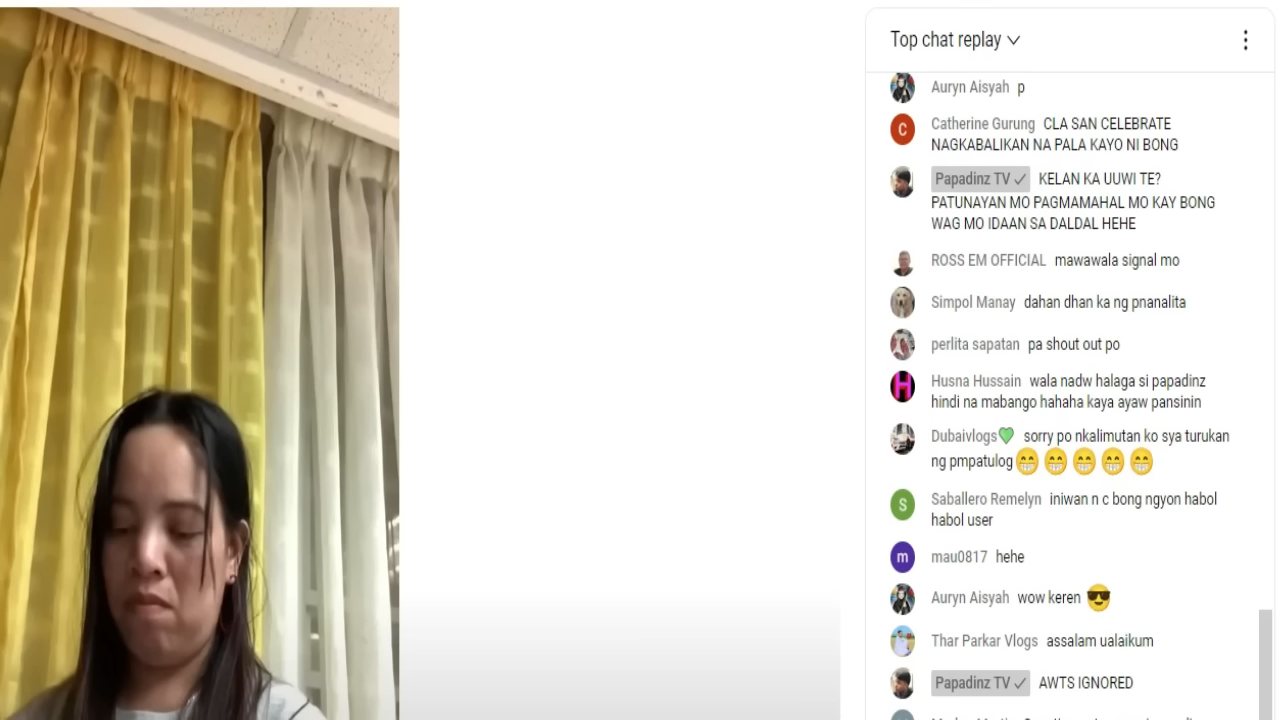 Top chat replay
Auryn Aisyah p
Catherine Gurung CLA SAN CELEBRATE
NAGKABALIKAN NA PALA KAYO NI BONG
Papadinz TV KELAN KA UUWI TE?
PATUNAYAN MO PAGMAMAHAL MO KAY BONG
WAG MO IDAAN SA DALDAL HEHE
ROSS EM OFFICIAL mawawala signal mo
Simpol Manay dahan dhan ka ng pnanalita
perlita sapatan pa shout out po
Husna Hussain wala nadw halaga si papadinz
hindi na mabango hahaha kaya ayaw pansinin
Dubaivlogs💚 sorry po nkalimutan ko sya turukan
ng pmpatulog😁😁😁😁😁
Saballero Remelyn iniwan n c bong ngyon habol
habol user
mau0817 hehe
Auryn Aisyah wow keren 😎
Thar Parkar Vlogs assalam ualaikum
Papadinz TV AWTS IGNORED
C
H
S
m